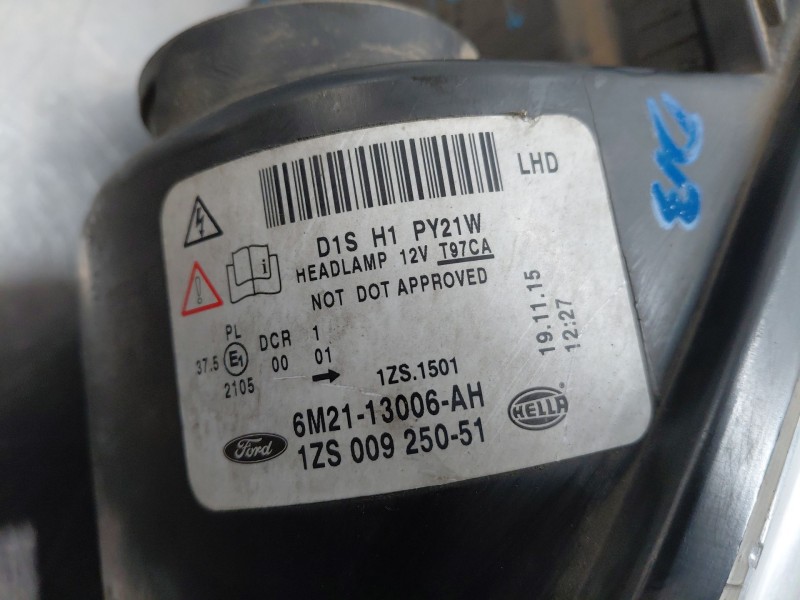 LHD
D1S H1 PY21W
HEADLAMP 12V T97CA
NOT DOT APPROVED
19.11.15
12:27
PL
37.5 E1
2105
DCR 1
00 01
1ZS.1501
6M21-13006-AH
1ZS 009 250-51
Ford
HELLA